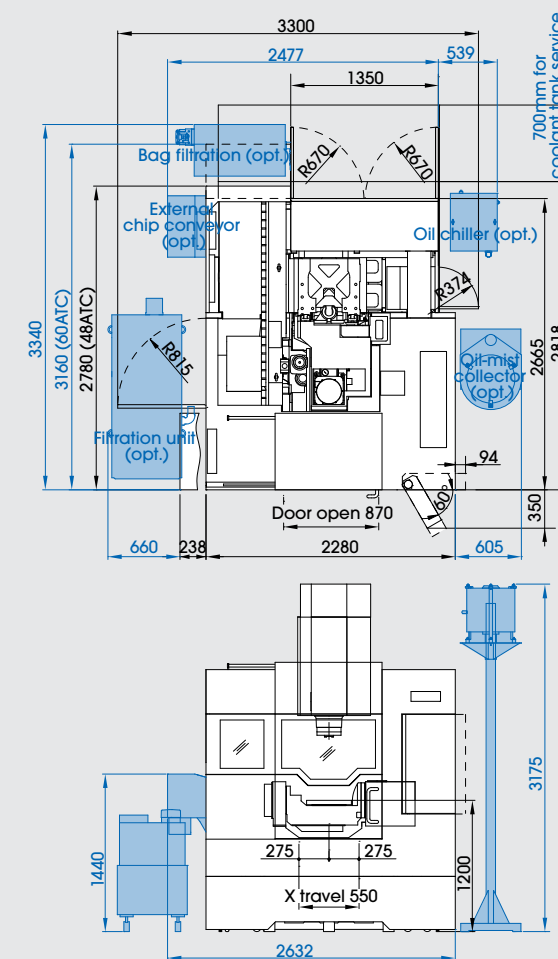 3300
2477
539
1350
700mm for
coolant tank service
Bag filtration (opt.)
R670
R670
External
chip conveyor
(opt.)
Oil chiller (opt.)
R374
3340
3160 (60ATC)
2780 (48ATC)
R815
2665
2818
Oil-mist
collector
(opt.)
Filtration unit
(opt.)
94
60°
350
Door open 870
660
238
2280
605
3175
1440
275
275
1200
X travel 550
2632